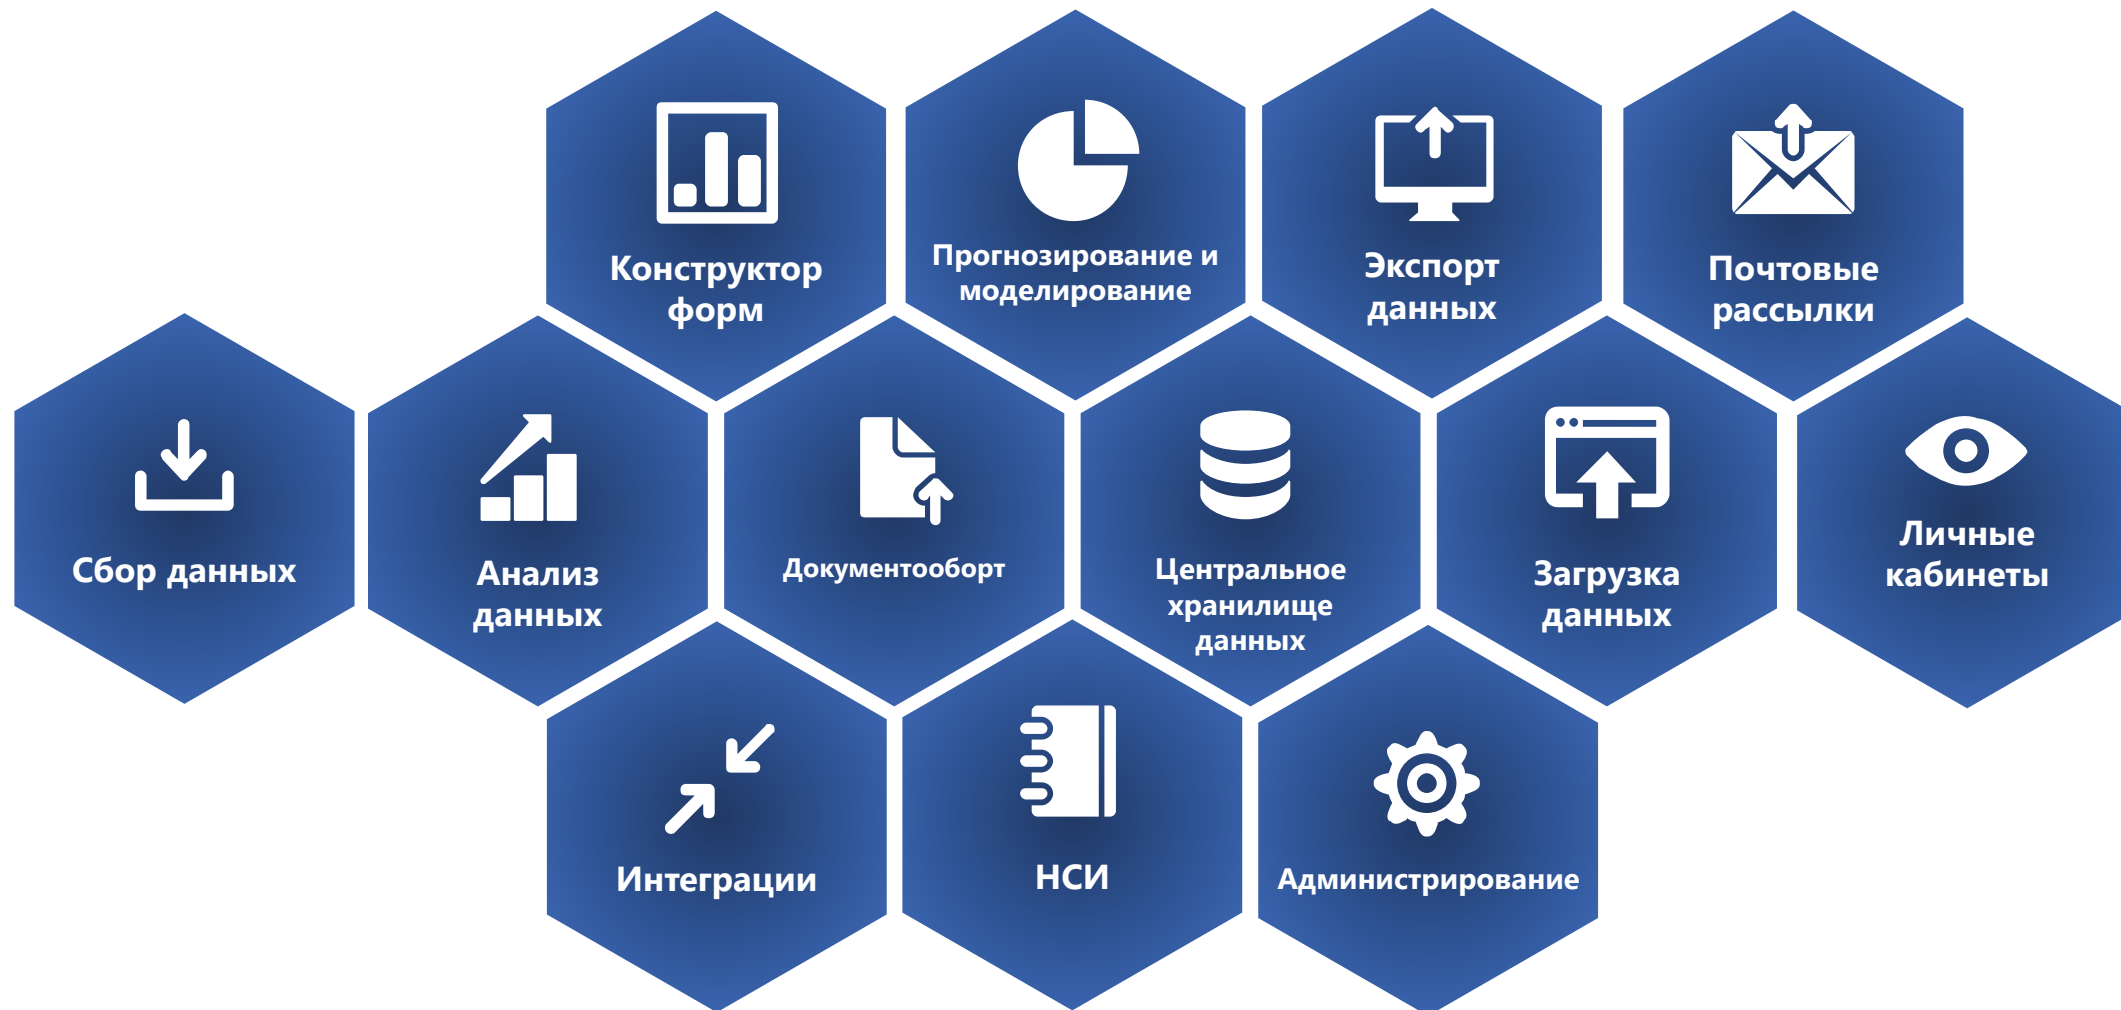 Конструктор
форм
Прогнозирование и
моделирование
Экспорт
данных
Почтовые
рассылки
Сбор данных
Анализ
данных
Документооборт
Центральное
хранилище
данных
Загрузка
данных
Личные
кабинеты
Интеграции
НСИ
Администрирование